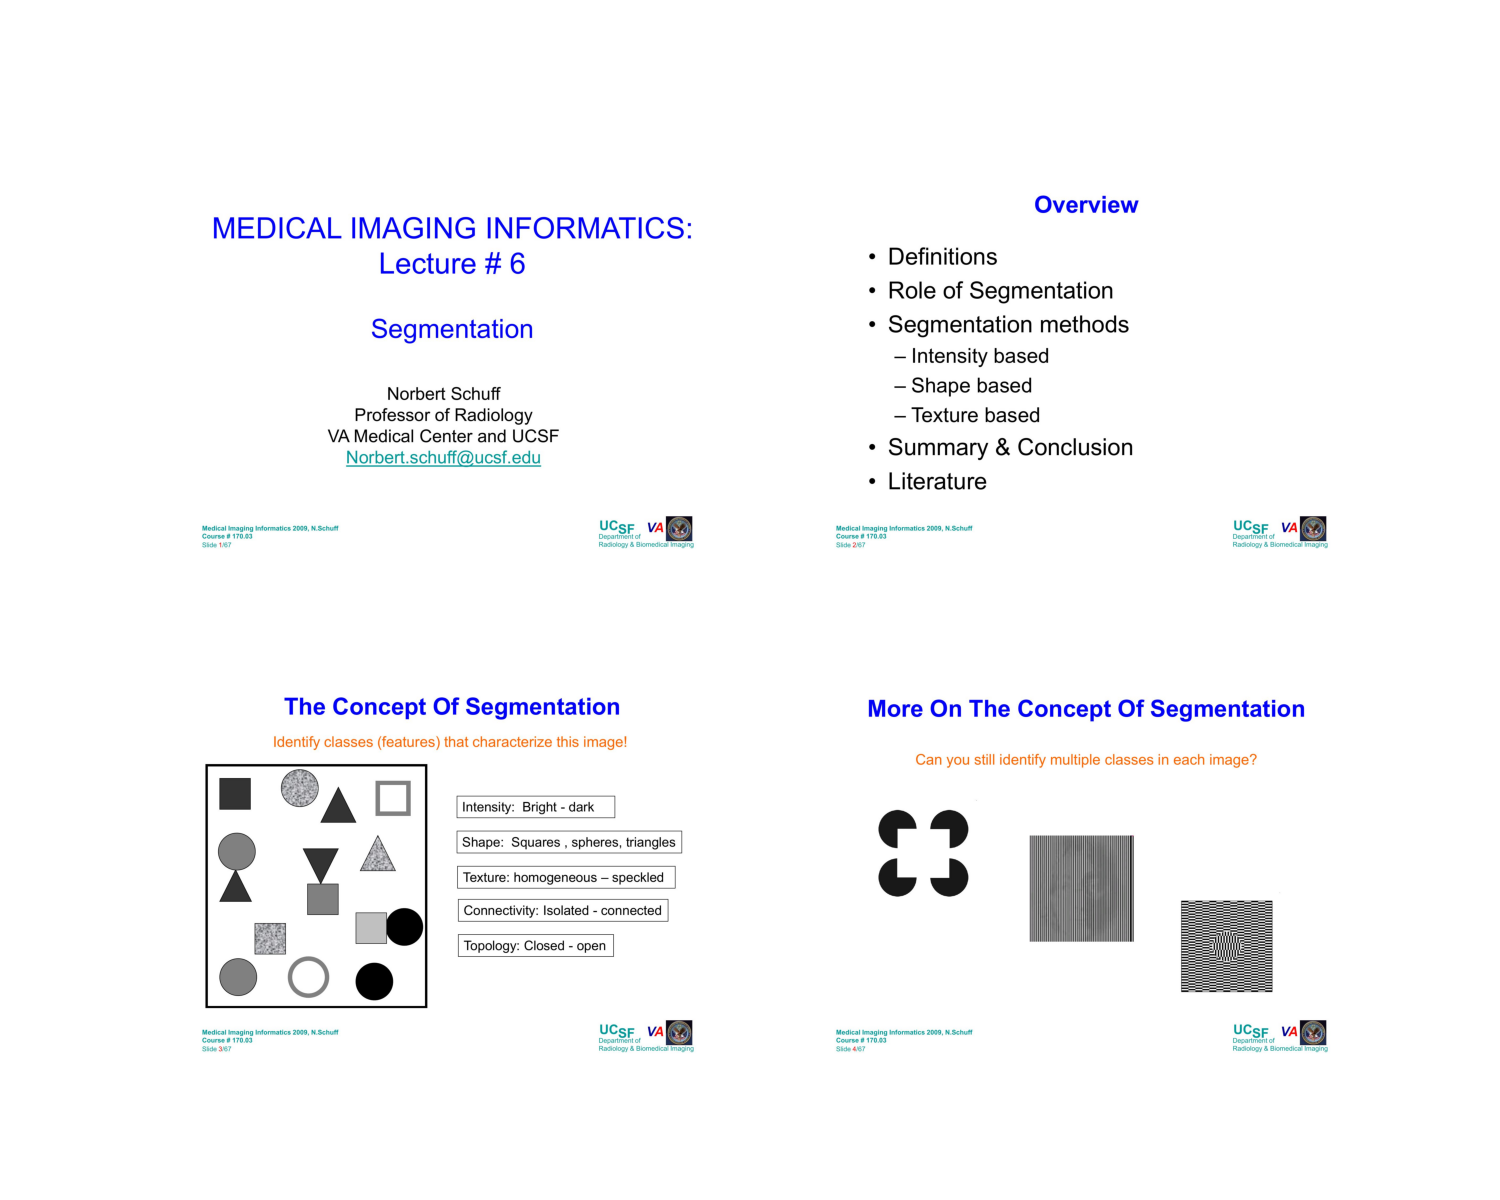 MEDICAL IMAGING INFORMATICS:
Lecture # 6
Segmentation
Norbert Schuff
Professor of Radiology
VA Medical Center and UCSF
Norbert.schuff@ucsf.edu
Medical Imaging Informatics 2009, N.Schuff
Course # 170.03
Slide 1/67
UCSF VA
Department of
Radiology & Biomedical Imaging
Overview
• Definitions
• Role of Segmentation
• Segmentation methods
– Intensity based
– Shape based
– Texture based
• Summary & Conclusion
• Literature
Medical Imaging Informatics 2009, N.Schuff
Course # 170.03
Slide 2/67
UCSF VA
Department of
Radiology & Biomedical Imaging
The Concept Of Segmentation
Identify classes (features) that characterize this image!
Intensity: Bright - dark
Shape: Squares , spheres, triangles
Texture: homogeneous – speckled
Connectivity: Isolated - connected
Topology: Closed - open
Medical Imaging Informatics 2009, N.Schuff
Course # 170.03
Slide 3/67
UCSF VA
Department of
Radiology & Biomedical Imaging
More On The Concept Of Segmentation
Can you still identify multiple classes in each image?
Medical Imaging Informatics 2009, N.Schuff
Course # 170.03
Slide 4/67
UCSF VA
Department of
Radiology & Biomedical Imaging